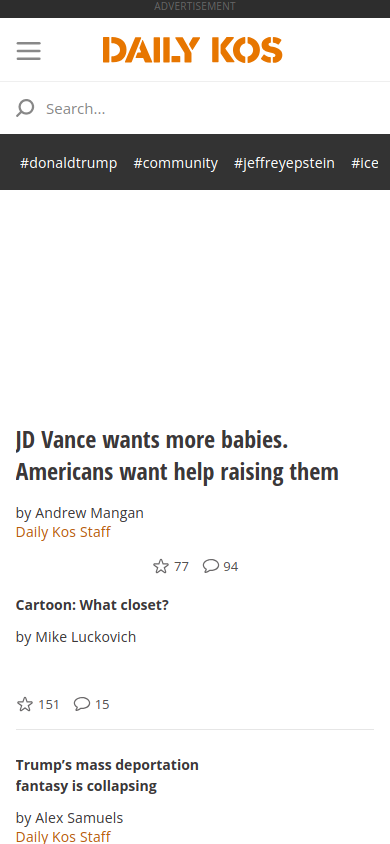 ADVERTISEMENT
DAILY KOS
Search...
#donaldtrump #community #jeffreyepstein #ice
JD Vance wants more babies.
Americans want help raising them
by Andrew Mangan
Daily Kos Staff
77 94
Cartoon: What closet?
by Mike Luckovich
151 15
Trump’s mass deportation
fantasy is collapsing
by Alex Samuels
Daily Kos Staff